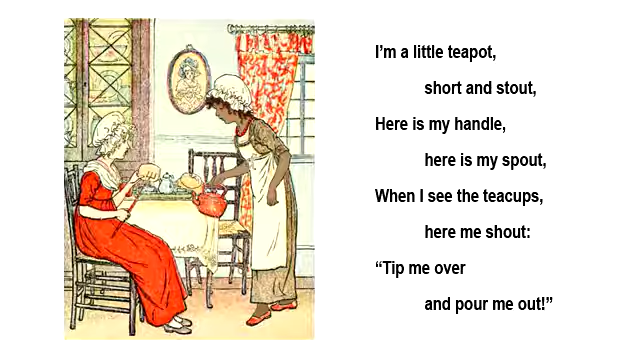 I'm a little teapot,
short and stout,
Here is my handle,
here is my spout,
When I see the teacups,
here me shout:
“Tip me over
and pour me out!”